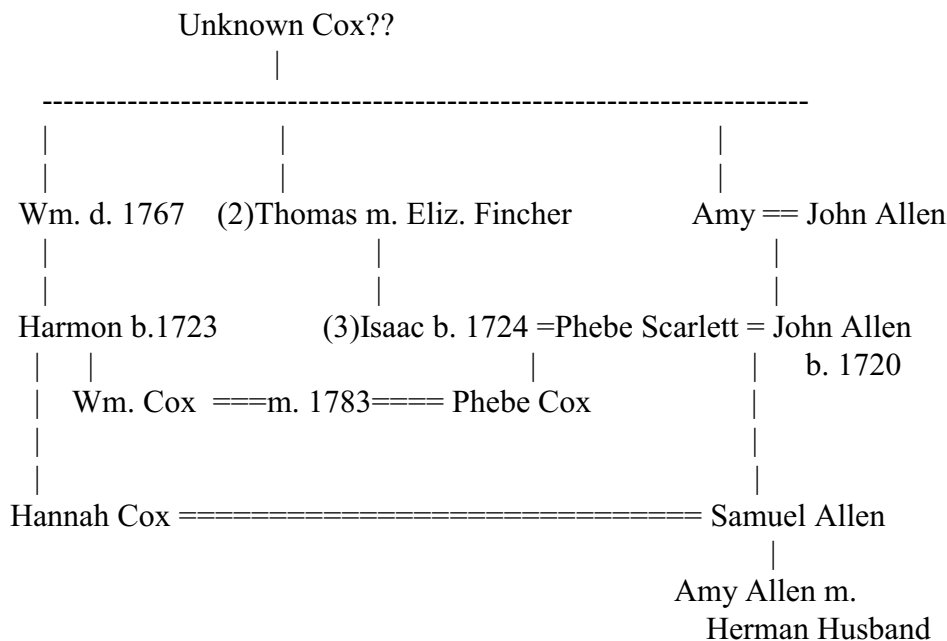 Unknown Cox??
|
------------------------------------------------------------------------
| | |
| | |
Wm. d. 1767 (2)Thomas m. Eliz. Fincher Amy == John Allen
| | |
| | |
Harmon b.1723 (3)Isaac b. 1724 =Phebe Scarlett = John Allen
| | | | b. 1720
| Wm. Cox ===m. 1783==== Phebe Cox |
| |
| |
Hannah Cox ============================= Samuel Allen
|
Amy Allen m.
Herman Husband